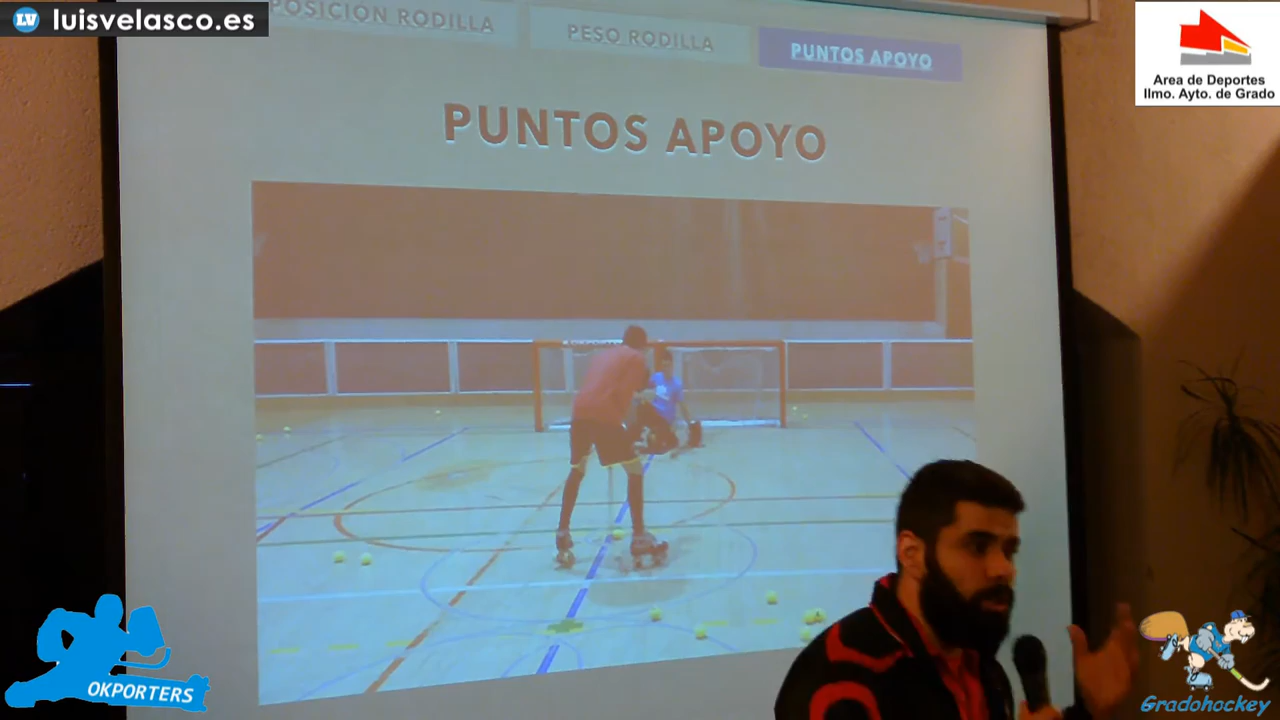 LV luisvelasco.es
POSICIÓN RODILLA
PESO RODILLA
PUNTOS APOYO
PUNTOS APOYO
Area de Deportes
Ilmo. Ayto. de Grado
OKPORTERS
Gradohockey